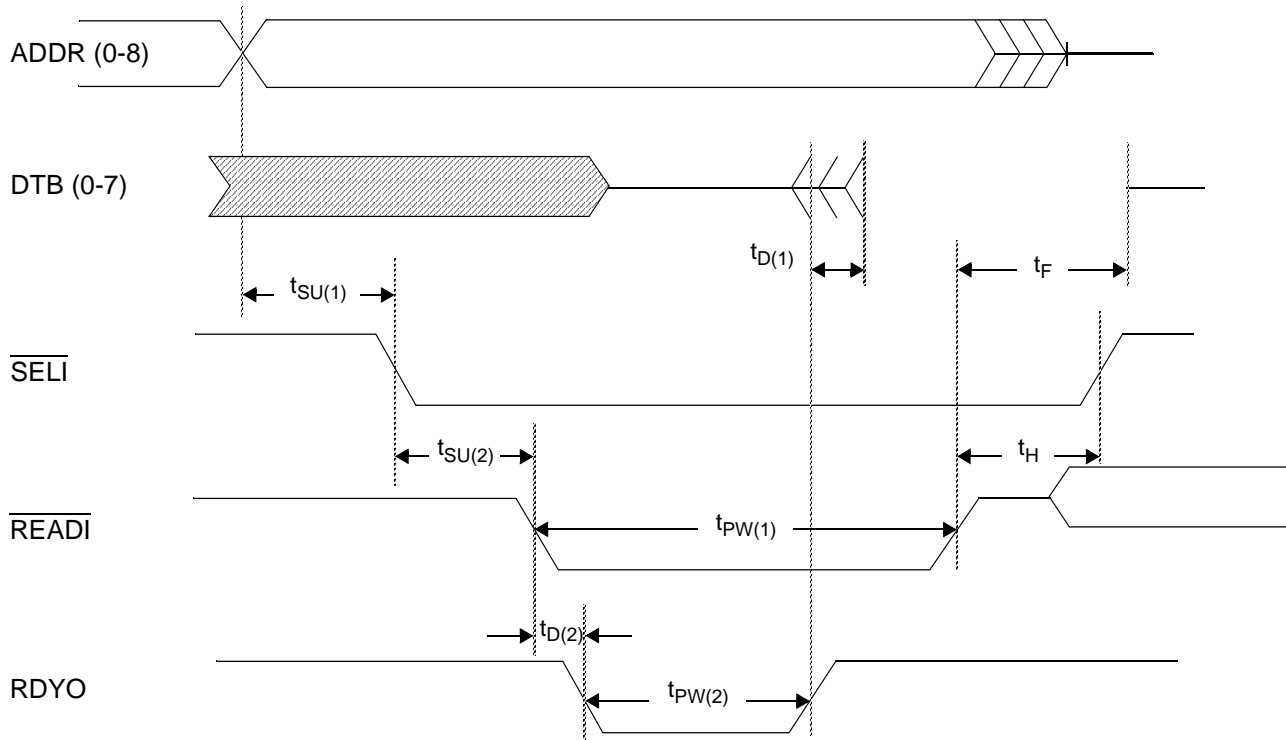 ADDR (0-8)
DTB (0-7)
tD(1)
tF
tSU(1)
SELI
tSU(2)
tH
READI
tPW(1)
tD(2)
RDYO
tPW(2)